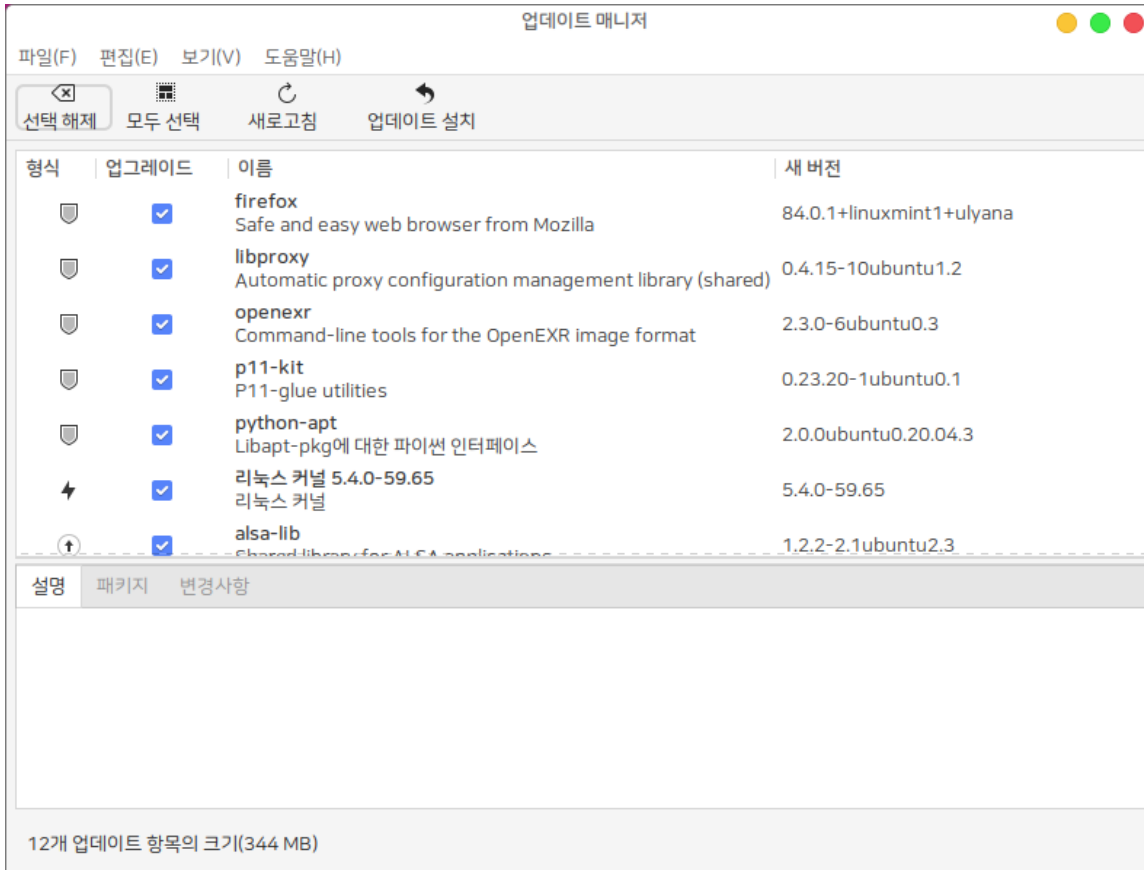 업데이트 매니저
파일(F) 편집(E) 보기(V) 도움말(H)
선택 해제 모두 선택 새로고침 업데이트 설치
형식 업그레이드 이름 새 버전
firefox
Safe and easy web browser from Mozilla
84.0.1+linuxmint1+ulyana
libproxy
Automatic proxy configuration management library (shared)
0.4.15-10ubuntu1.2
openexr
Command-line tools for the OpenEXR image format
2.3.0-6ubuntu0.3
p11-kit
P11-glue utilities
0.23.20-1ubuntu0.1
python-apt
Libapt-pkg에 대한 파이썬 인터페이스
2.0.0ubuntu0.20.04.3
리눅스 커널 5.4.0-59.65
리눅스 커널
5.4.0-59.65
alsa-lib
Shared library for ALSA applications
1.2.2-2.1ubuntu2.3
설명 패키지 변경사항
12개 업데이트 항목의 크기(344 MB)